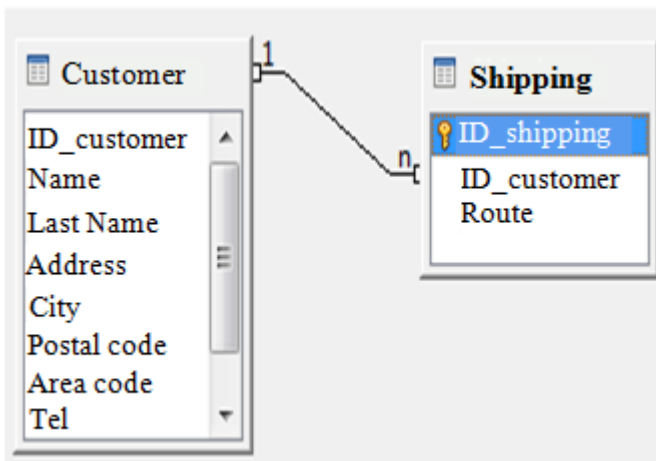 Customer
ID_customer
Name
Last Name
Address
City
Postal code
Area code
Tel
1
n
Shipping
ID_shipping
ID_customer
Route